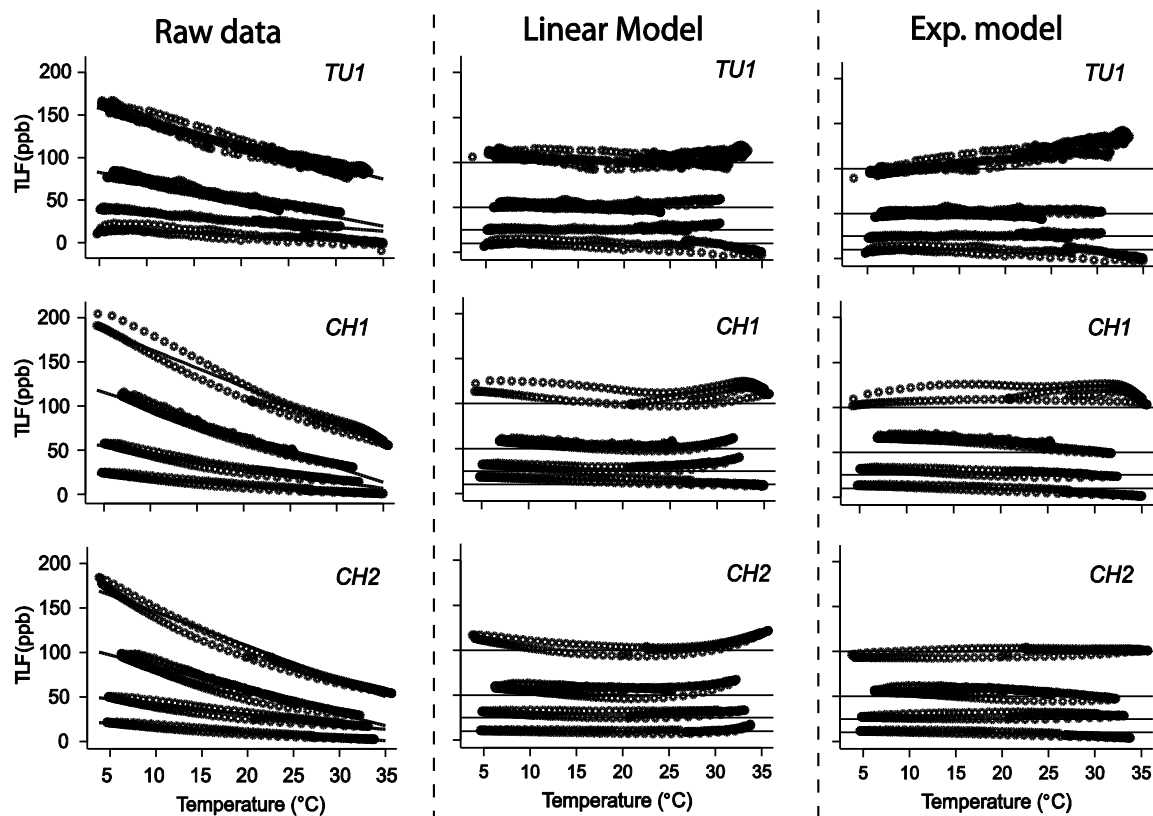 Raw data
Linear Model
Exp. model
TU1
TU1
TU1
200
150
100
50
0
TLF(ppb)
CH1
CH1
CH1
200
150
100
50
0
TLF(ppb)
CH2
CH2
CH2
200
150
100
50
0
TLF(ppb)
5 10 15 20 25 30 35
5 10 15 20 25 30 35
5 10 15 20 25 30 35
Temperature (°C)
Temperature (°C)
Temperature (°C)